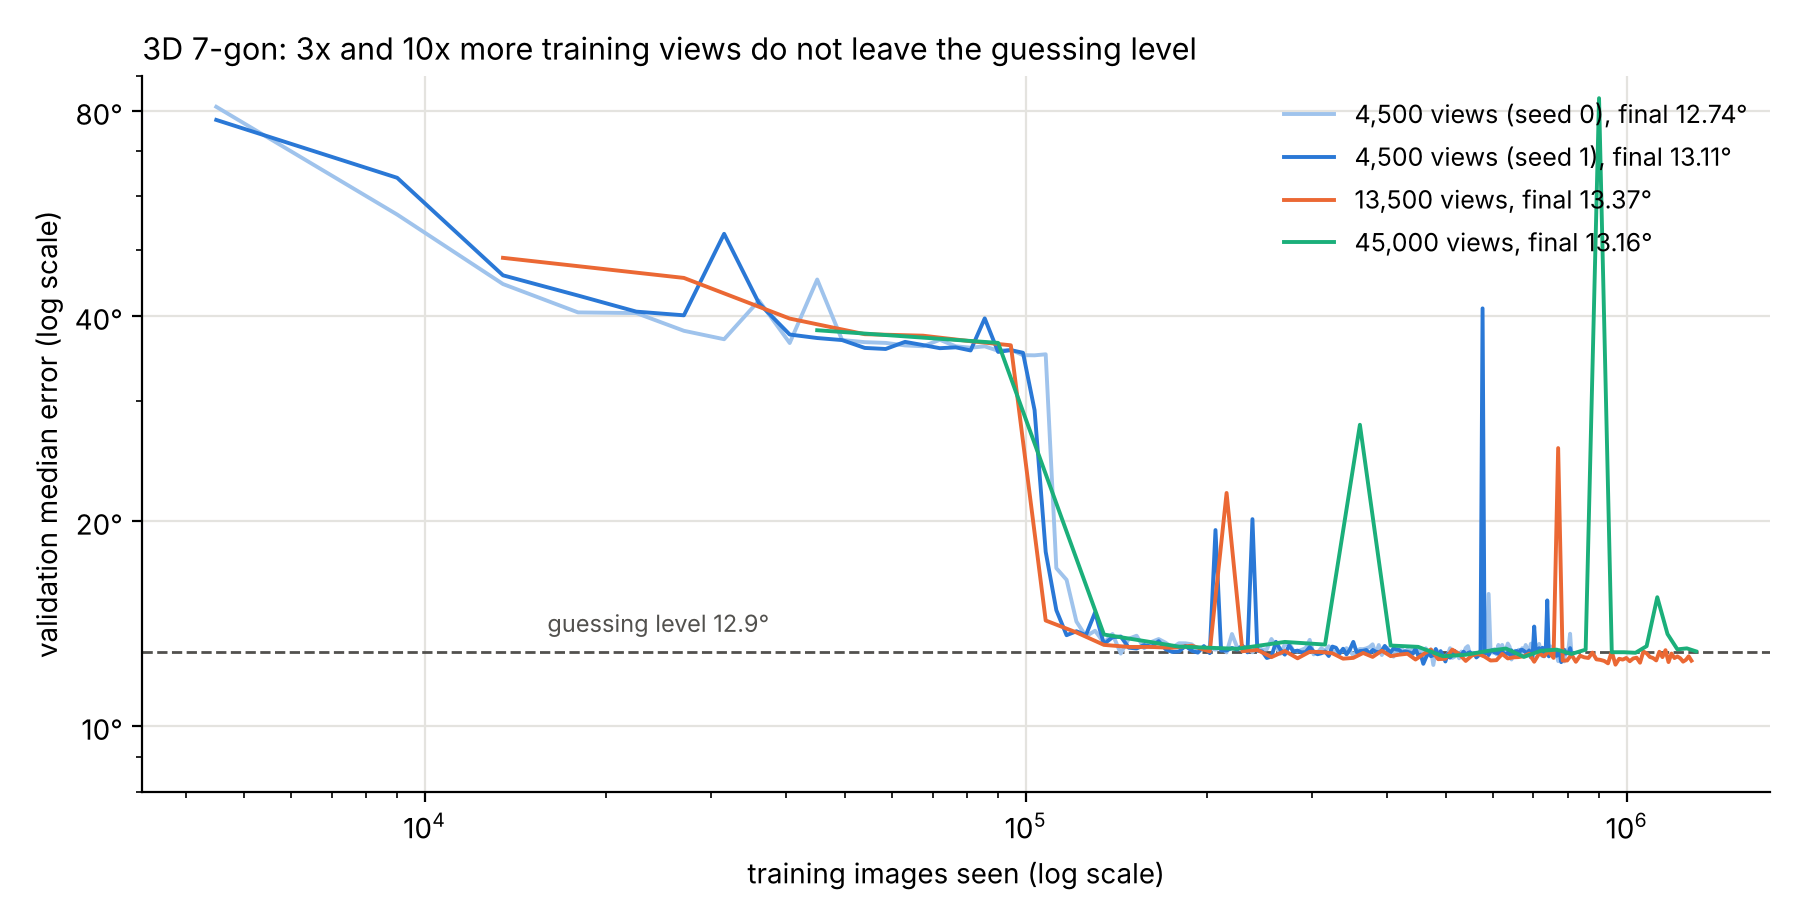 3D 7-gon: 3x and 10x more training views do not leave the guessing level
validation median error (log scale)
80°
40°
20°
10°
4,500 views (seed 0), final 12.74°
4,500 views (seed 1), final 13.11°
13,500 views, final 13.37°
45,000 views, final 13.16°
guessing level 12.9°
10⁴
10⁵
10⁶
training images seen (log scale)